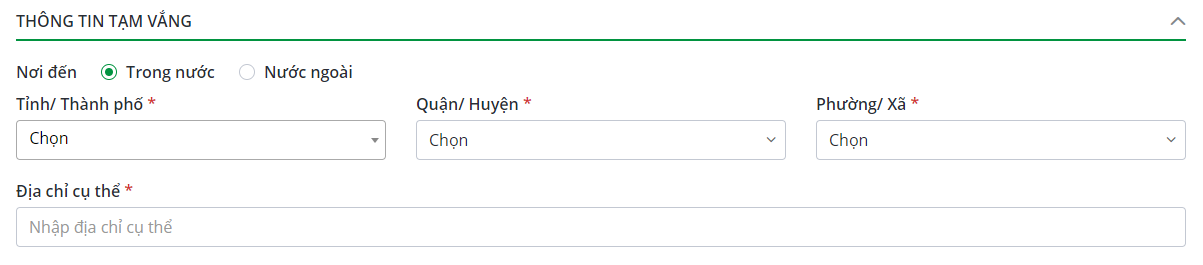 THÔNG TIN TẠM VẮNG
Nơi đến Trong nước Nước ngoài
Tỉnh/ Thành phố * Quận/ Huyện * Phường/ Xã *
Chọn Chọn Chọn
Địa chỉ cụ thể *
Nhập địa chỉ cụ thể